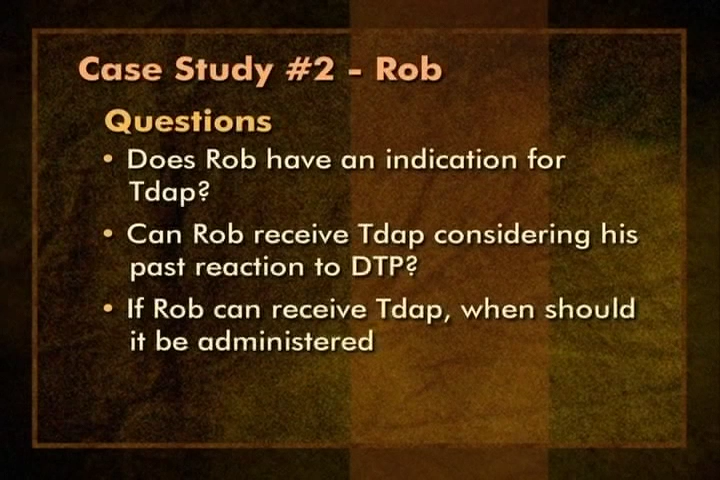 Case Study #2 - Rob
Questions
• Does Rob have an indication for
Tdap?
• Can Rob receive Tdap considering his
past reaction to DTP?
• If Rob can receive Tdap, when should
it be administered